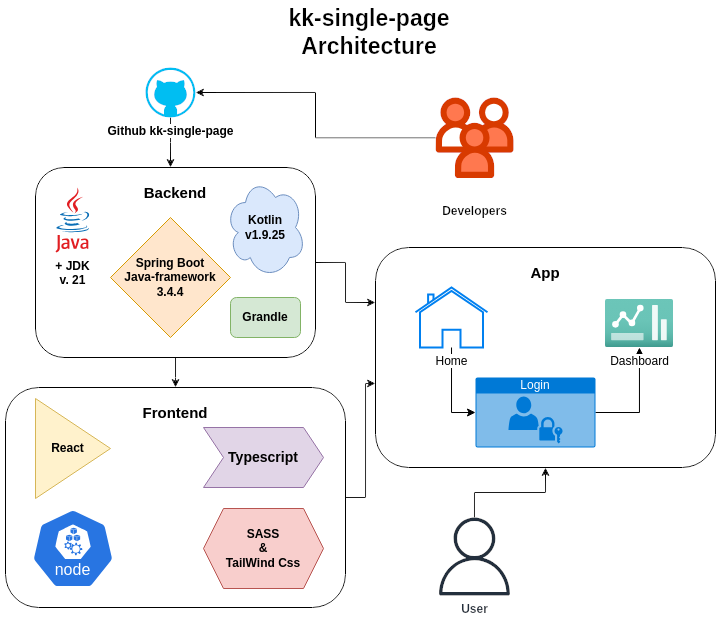 kk-single-page
Architecture
Github kk-single-page
Developers
Backend
Java
+ JDK
v. 21
Spring Boot
Java-framework
3.4.4
Kotlin
v1.9.25
Grandle
Frontend
React
Typescript
node
SASS
&
TailWind Css
App
Home
Dashboard
Login
User